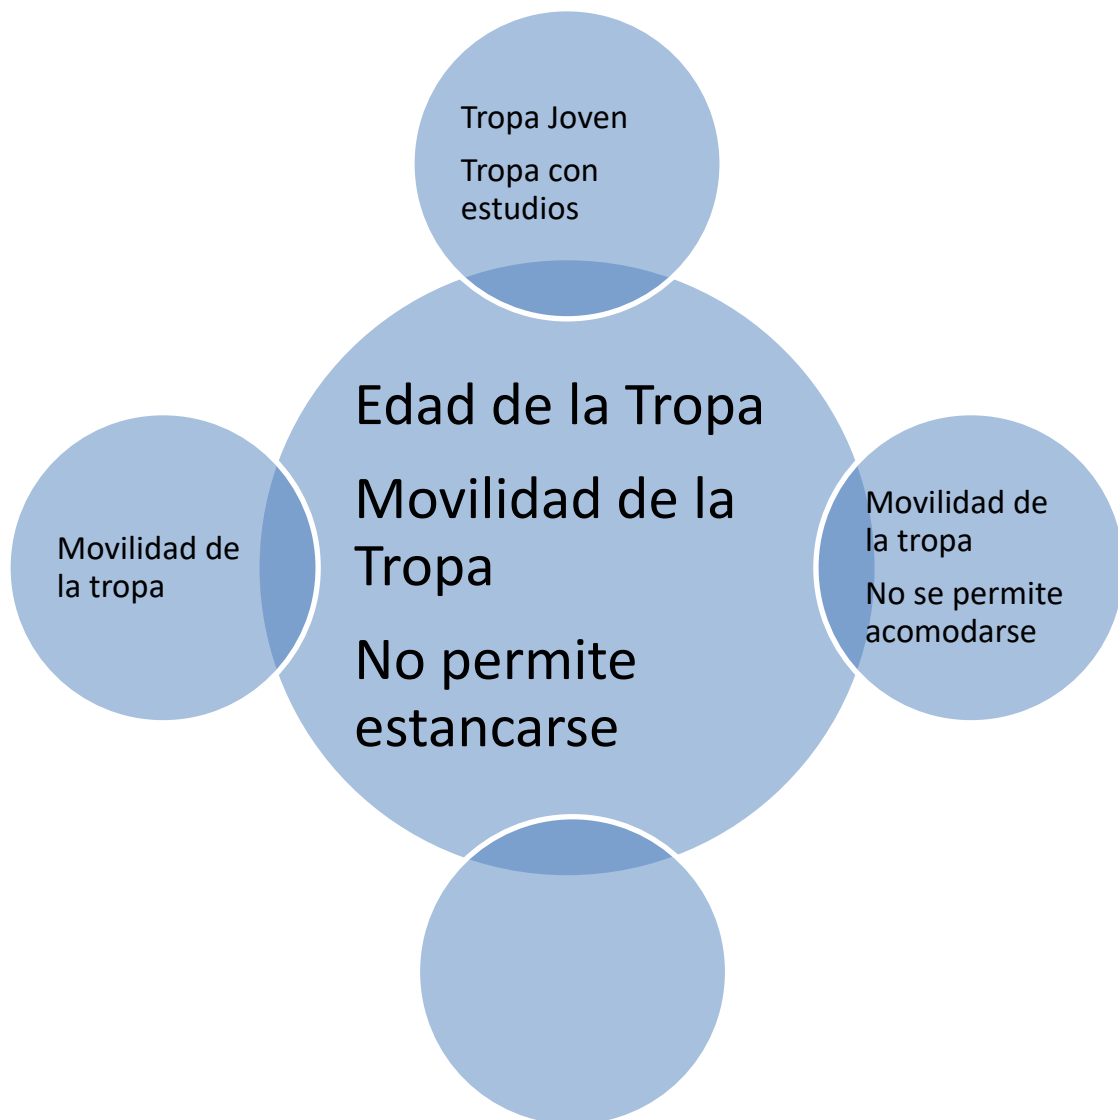 Tropa Joven
Tropa con
estudios
Edad de la Tropa
Movilidad de la
Tropa
No permite
estancarse
Movilidad de
la tropa
Movilidad de
la tropa
No se permite
acomodarse